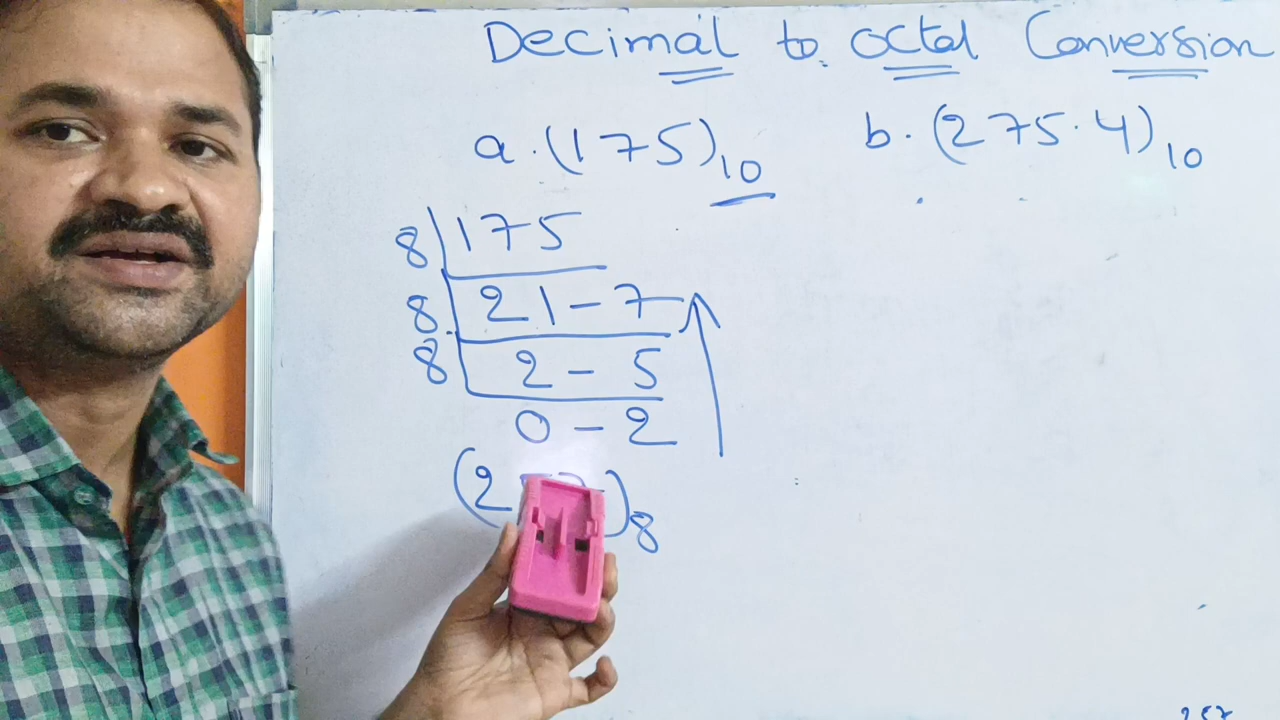 Decimal to octal Conversion
a. (175)10
b. (275.4)10
8 175
8 21 - 7
8 2 - 5
0 - 2
(2 )8